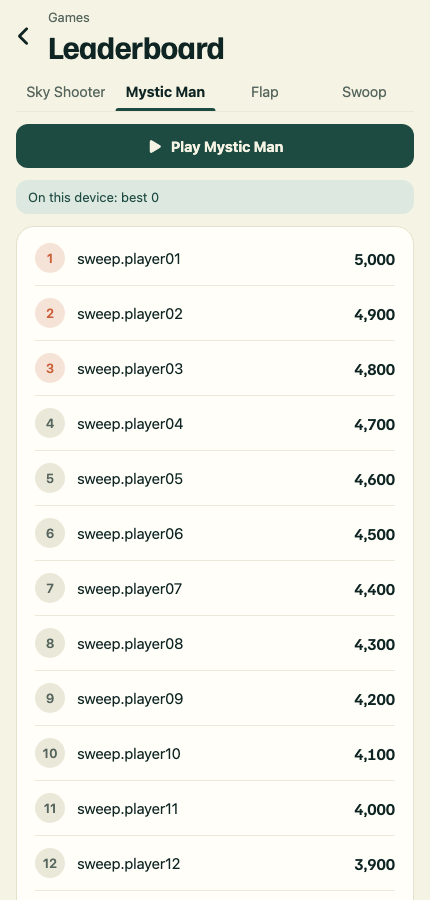 Games
Leaderboard
Sky Shooter Mystic Man Flap Swoop
Play Mystic Man
On this device: best 0
1 sweep.player01 5,000
2 sweep.player02 4,900
3 sweep.player03 4,800
4 sweep.player04 4,700
5 sweep.player05 4,600
6 sweep.player06 4,500
7 sweep.player07 4,400
8 sweep.player08 4,300
9 sweep.player09 4,200
10 sweep.player10 4,100
11 sweep.player11 4,000
12 sweep.player12 3,900